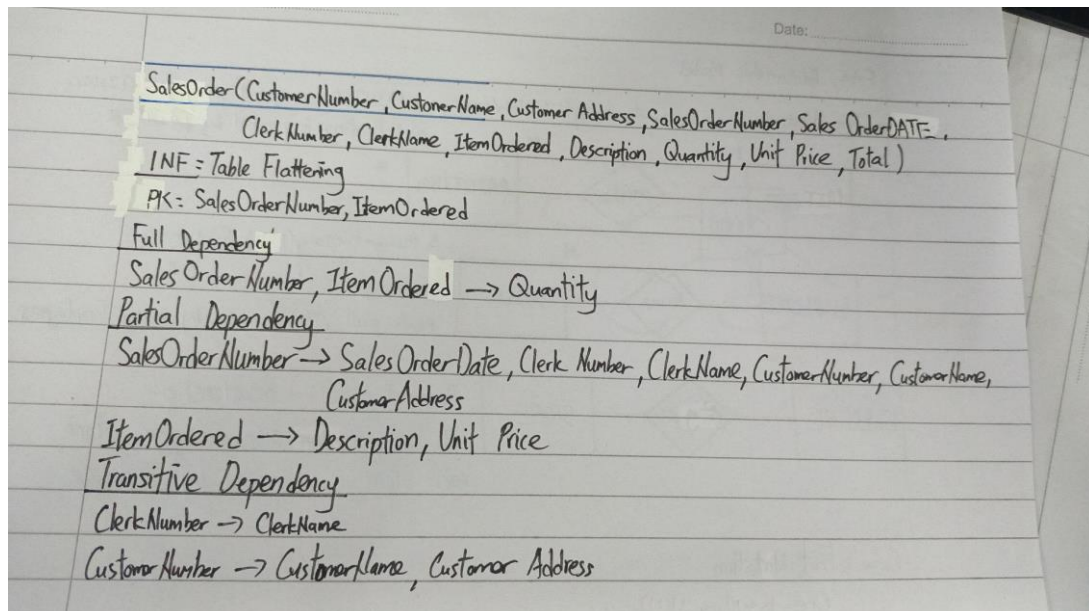 Date:
SalesOrder(CustomerNumber, CustonerName, Customer Address, SalesOrderNumber, Sales OrderDATE,
Clerk Number, ClerkName, ItemOrdered, Description, Quantity, Unit Price, Total)
1NF = Table Flattering
PK: SalesOrderNumber, ItemOrdered
Full Dependency
Sales Order Number, Item Ordered → Quantity
Partial Dependency
SalesOrderNumber → Sales OrderDate, Clerk Number, ClerkName, CustomerNumber, CustomerName,
CustomerAddress
ItemOrdered → Description, Unit Price
Transitive Dependency
ClerkNumber → ClerkName
CustomerNumber → CustomerName, Customer Address